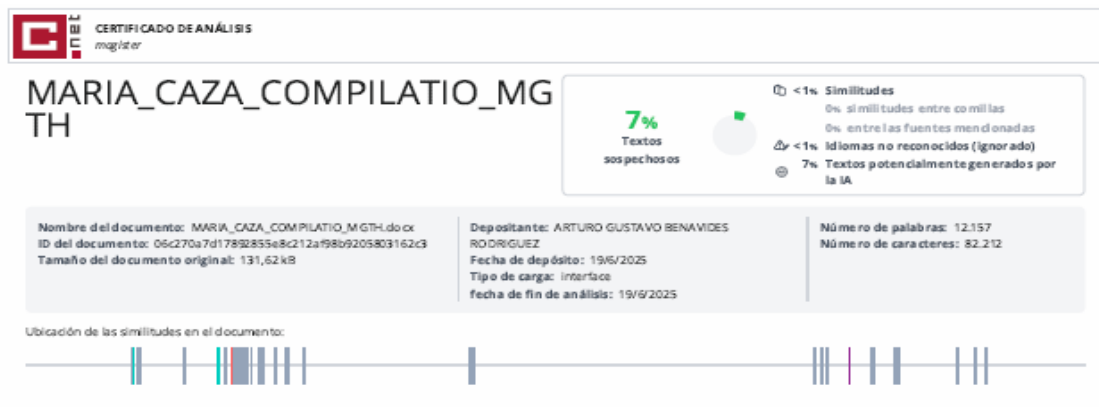 C
.net
CERTIFICADO DE ANÁLISIS
magister
MARIA_CAZA_COMPILATIO_MG
TH
7%
Textos
sospechosos
<1% Similitudes
0% similitudes entre comillas
0% entre las fuentes mencionadas
<1% Idiomas no reconocidos (ignorado)
7% Textos potencialmente generados por
la IA
Nombre del documento: MARIA_CAZA_COMPILATIO_MGTH.docx
ID del documento: 06c270a7d17892855e8c212af98b9205803162c3
Tamaño del documento original: 131,62 kB
Depositante: ARTURO GUSTAVO BENAVIDES
RODRIGUEZ
Fecha de depósito: 19/6/2025
Tipo de carga: interface
fecha de fin de análisis: 19/6/2025
Número de palabras: 12.157
Número de caracteres: 82.212
Ubicación de las similitudes en el documento: